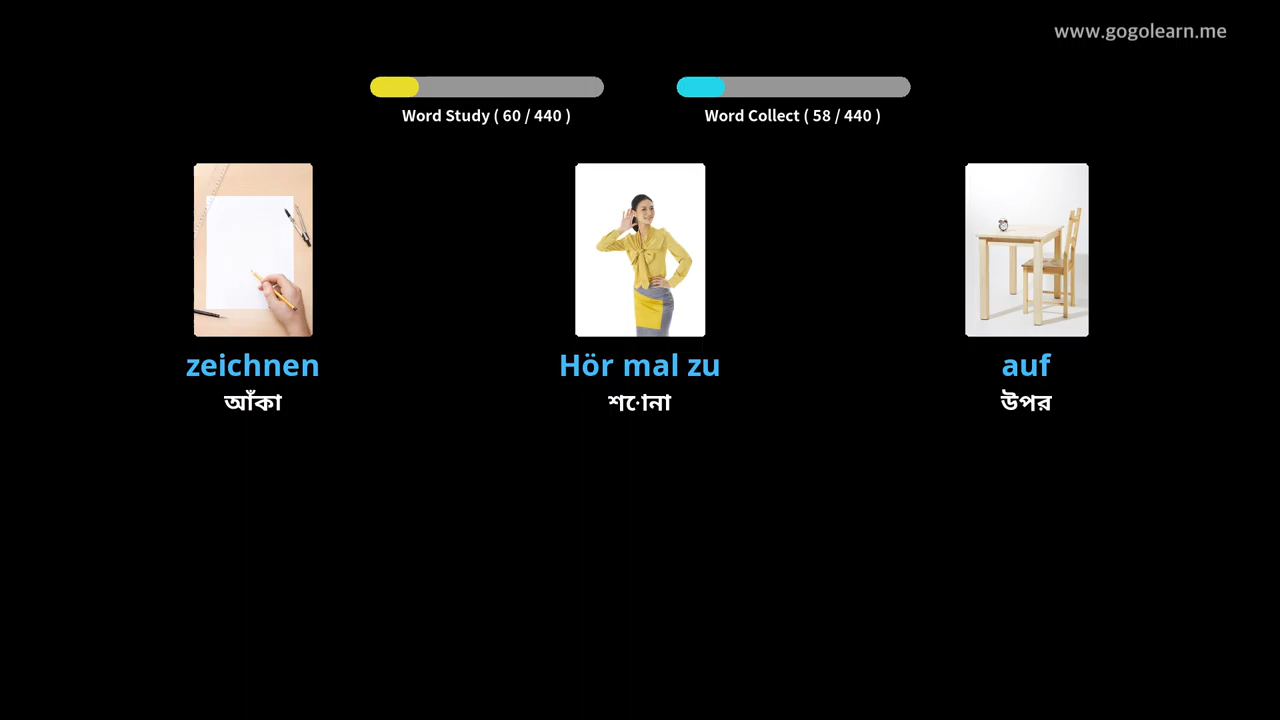 www.gogolearn.me
Word Study ( 60 / 440 )
Word Collect ( 58 / 440 )
zeichnen
আঁকা
Hör mal zu
শোনা
auf
উপর